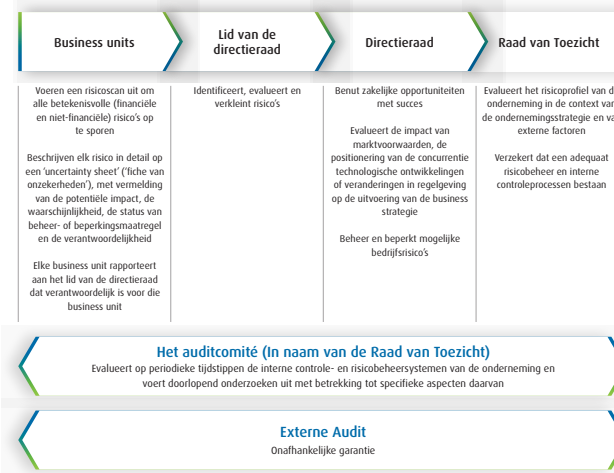 Business units
Lid van de
directieraad
Directieraad
Raad van Toezicht
Voeren een risicoscan uit om
alle betekenisvolle (financiële
en niet-financiële) risico's op
te sporen
Beschrijven elk risico in detail op
een 'uncertainty sheet' ('fiche van
onzekerheden'), met vermelding
van de potentiële impact, de
waarschijnlijkheid, de status van
beheer- of beperkingsmaatregel
en de verantwoordelijkheid
Elke business unit rapporteert
aan het lid van de directieraad
dat verantwoordelijk is voor die
business unit
Identificeert, evalueert en
verkleint risico's
Benut zakelijke opportuniteiten
met succes
Evalueert de impact van
marktvoorwaarden, de
positionering van de concurrentie
technologische ontwikkelingen
of veranderingen in regelgeving
op de uitvoering van de business
strategie
Beheer en beperkt mogelijke
bedrijfsrisico's
Evalueert het risicoprofiel van
onderneming in de context
de ondernemingsstrategie en
externe factoren
Verzekert dat een adequaat
risicobeheer en interne
controleprocessen bestaan
Het auditcomité (In naam van de Raad van Toezicht)
Evalueert op periodieke tijdstippen de interne controle- en risicobeheersystemen van de onderneming en
voert doorlopend onderzoeken uit met betrekking tot specifieke aspecten daarvan
Externe Audit
Onafhankelijke garantie